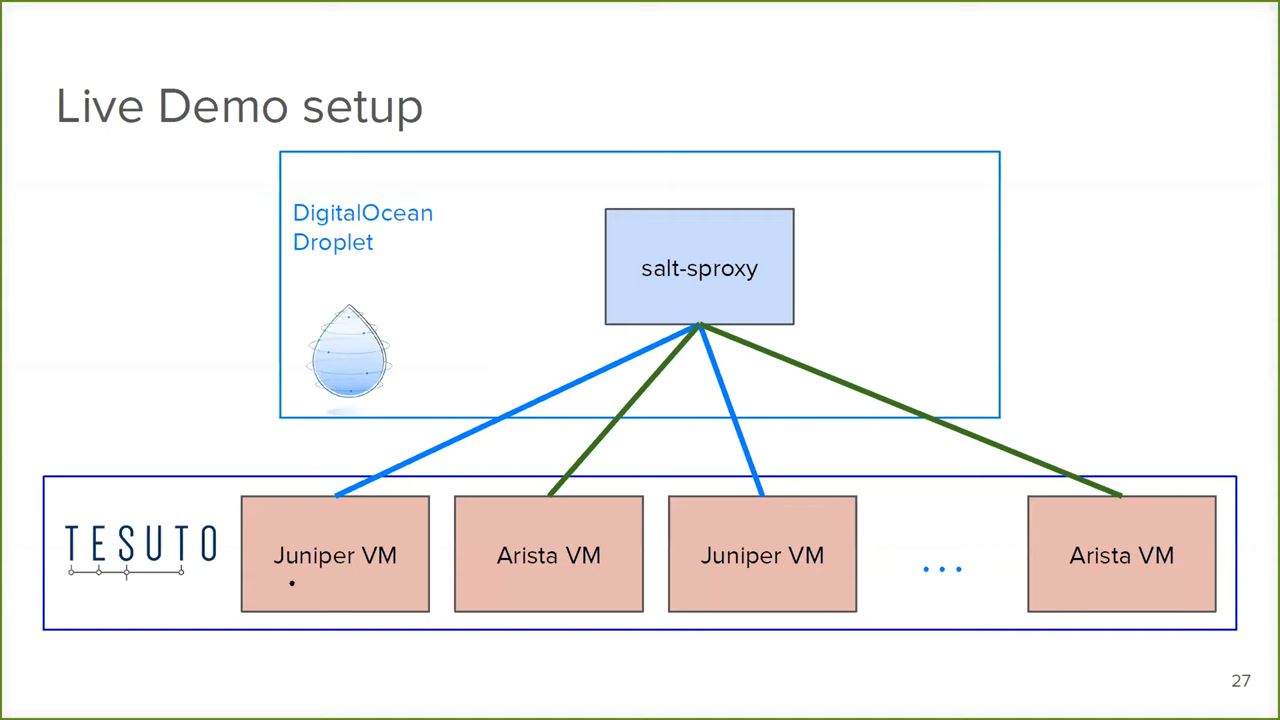 Live Demo setup
DigitalOcean
Droplet
salt-sproxy
TESUTO
Juniper VM
Arista VM
Juniper VM
...
Arista VM
27